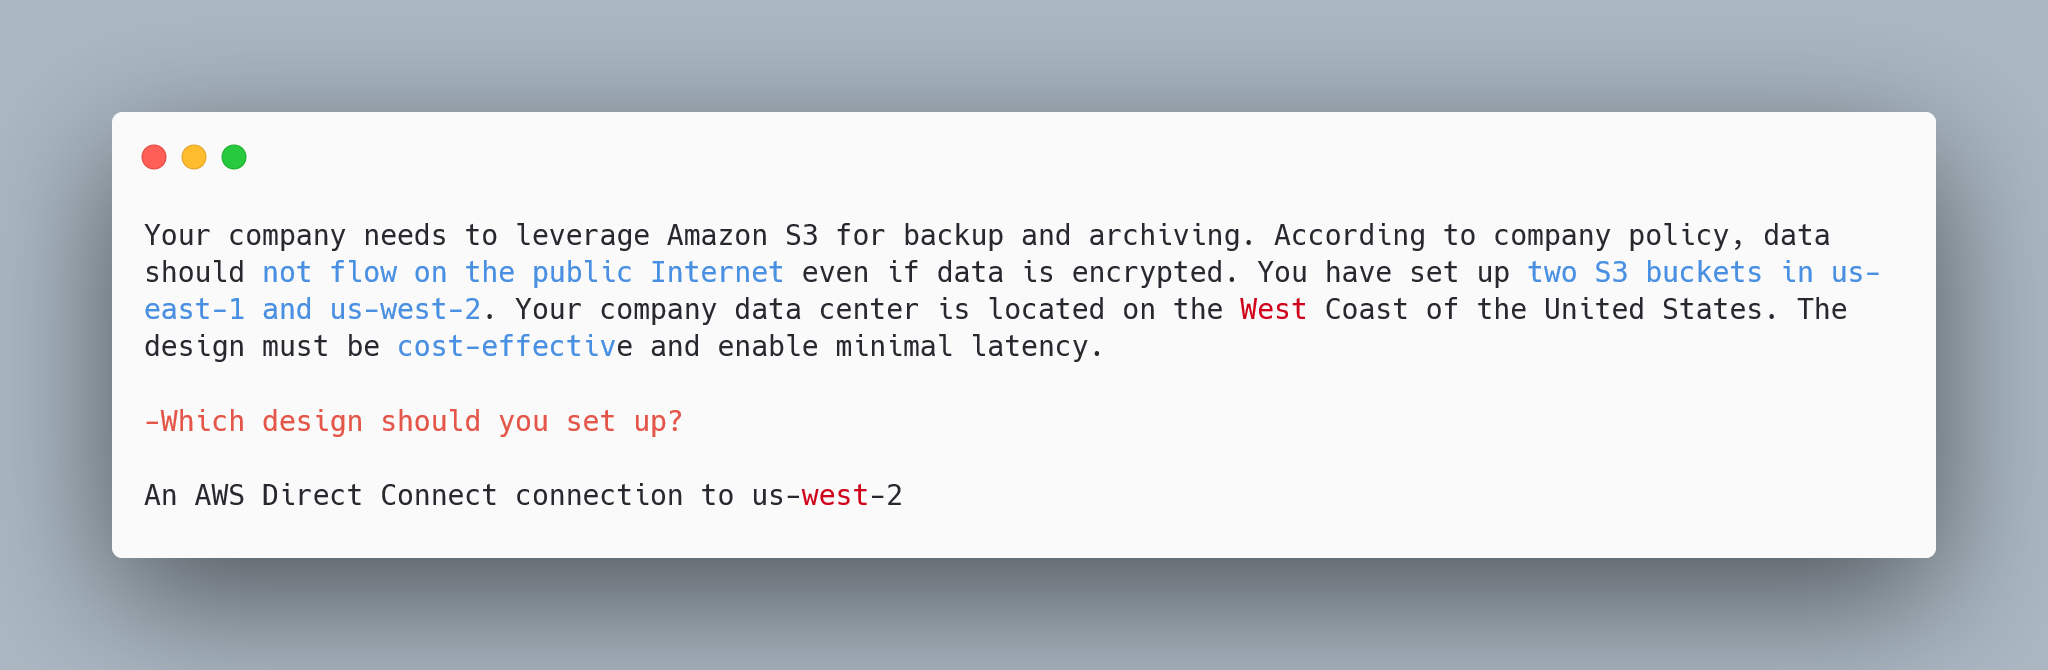 Your company needs to leverage Amazon S3 for backup and archiving. According to company policy, data
should not flow on the public Internet even if data is encrypted. You have set up two S3 buckets in us-
east-1 and us-west-2. Your company data center is located on the West Coast of the United States. The
design must be cost-effective and enable minimal latency.
-Which design should you set up?
An AWS Direct Connect connection to us-west-2